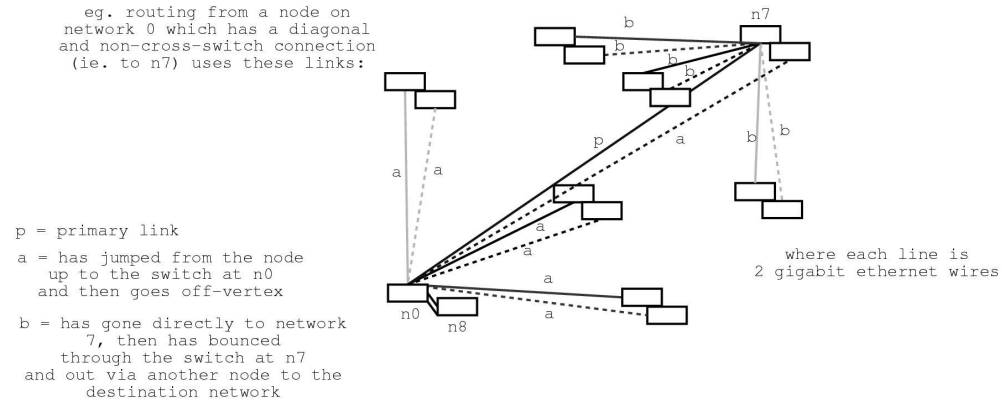 eg. routing from a node on
network 0 which has a diagonal
and non-cross-switch connection
(ie. to n7) uses these links:
n7
b
b
b
b
p
a
b
b
a
a
a
a
p = primary link
a = has jumped from the node
up to the switch at n0
and then goes off-vertex
where each line is
2 gigabit ethernet wires
a
a
n0
n8
b = has gone directly to network
7, then has bounced
through the switch at n7
and out via another node to the
destination network